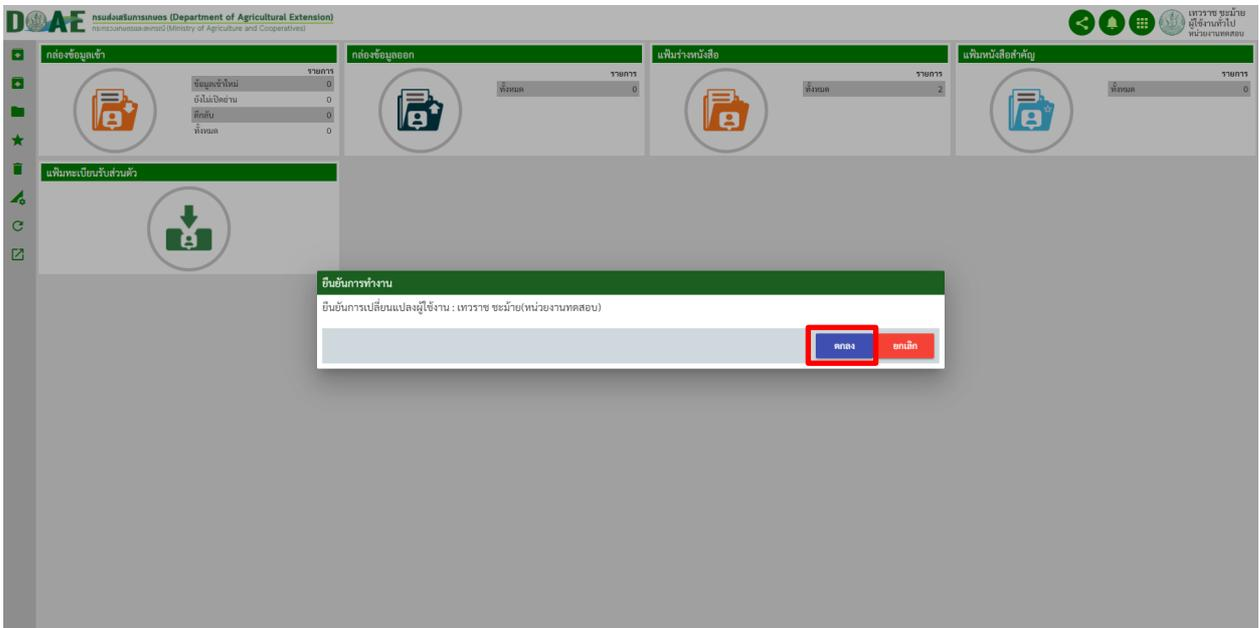 DOAE
กรมส่งเสริมการเกษตร (Department of Agricultural Extension)
กระทรวงเกษตรและสหกรณ์ (Ministry of Agriculture and Cooperatives)
เทวราช ชะม้าย
ผู้ใช้งานทั่วไป
หน่วยงานทดสอบ
กล่องข้อมูลเข้า
รายการ
ข้อมูลเข้าใหม่ 0
ยังไม่เปิดอ่าน 0
ดึกลับ 0
ทั้งหมด 0
กล่องข้อมูลออก
รายการ
ทั้งหมด 0
แฟ้มร่างหนังสือ
รายการ
ทั้งหมด 2
แฟ้มหนังสือสำคัญ
รายการ
ทั้งหมด 0
แฟ้มทะเบียนรับส่วนตัว
ยืนยันการทำงาน
ยืนยันการเปลี่ยนแปลงผู้ใช้งาน : เทวราช ชะม้าย(หน่วยงานทดสอบ)
ตกลง ยกเลิก